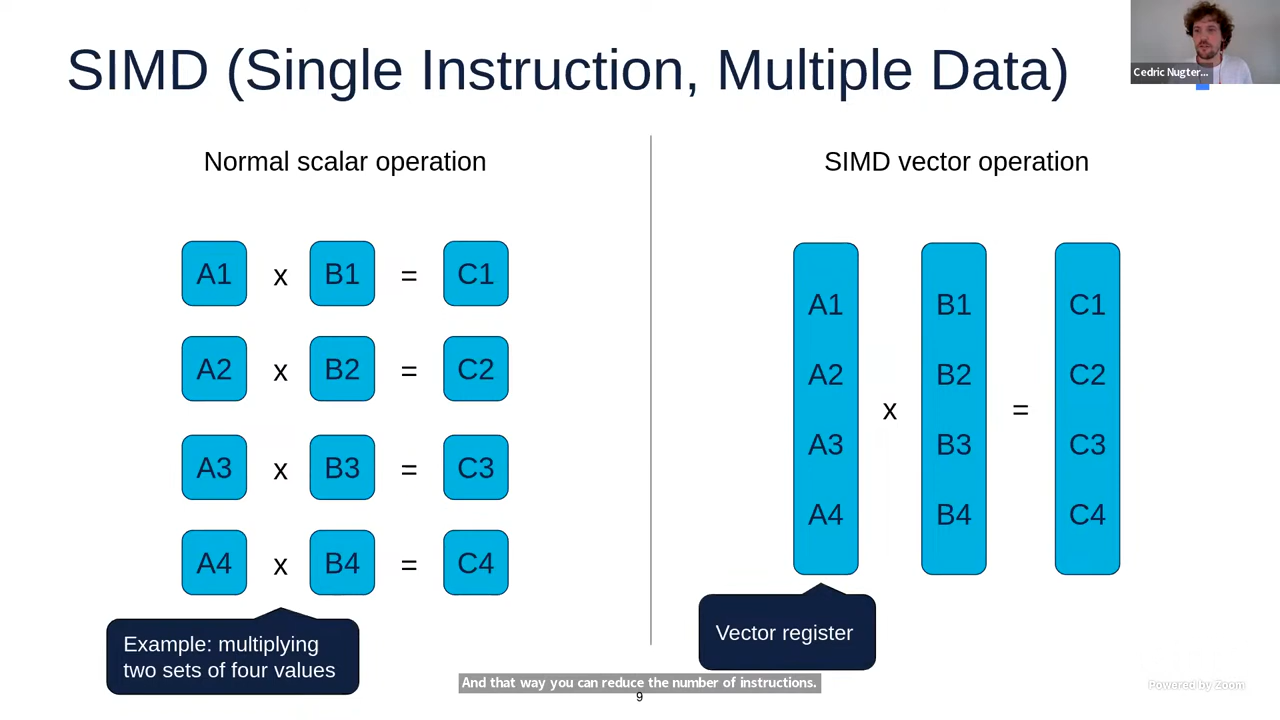 SIMD (Single Instruction, Multiple Data)
Cedric Nugter...
Normal scalar operation
A1 x B1 = C1
A2 x B2 = C2
A3 x B3 = C3
A4 x B4 = C4
Example: multiplying
two sets of four values
SIMD vector operation
A1 B1 C1
A2 B2 C2
x =
A3 B3 C3
A4 B4 C4
Vector register
And that way you can reduce the number of instructions.
9
Powered by Zoom